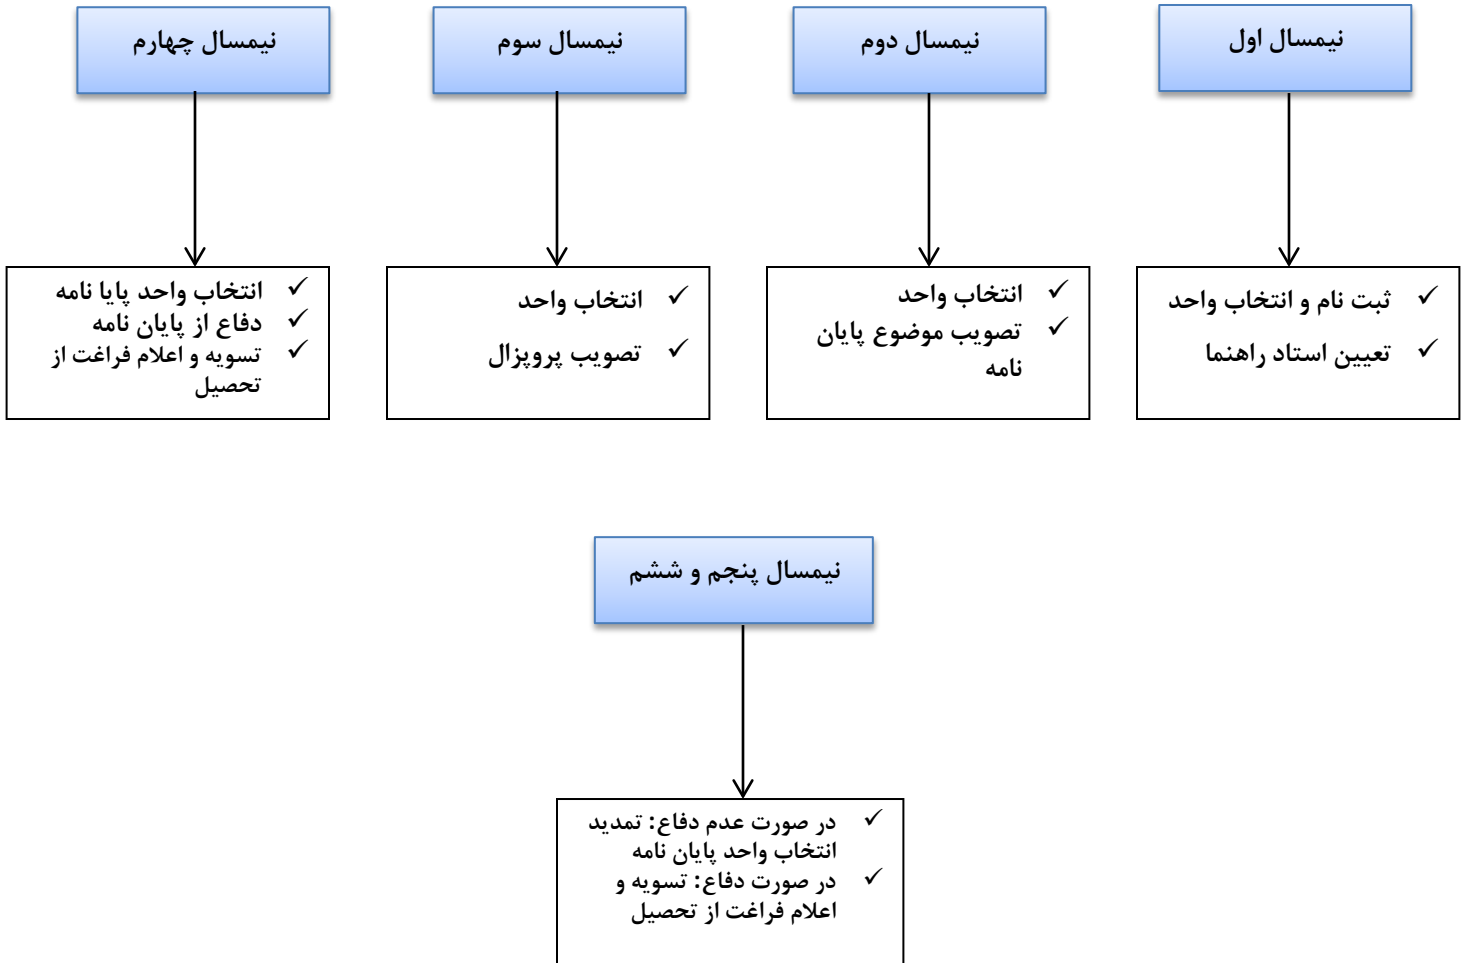 نیمسال اول
نیمسال دوم
نیمسال سوم
نیمسال چهارم
✓ ثبت نام و انتخاب واحد
✓ تعیین استاد راهنما
✓ انتخاب واحد
✓ تصویب موضوع پایان
نامه
✓ انتخاب واحد
✓ تصویب پروپزال
✓ انتخاب واحد پایا نامه
✓ دفاع از پایان نامه
✓ تسویه و اعلام فراغت از
تحصیل
نیمسال پنجم و ششم
✓ در صورت عدم دفاع: تمدید
انتخاب واحد پایان نامه
✓ در صورت دفاع: تسویه و
اعلام فراغت از تحصیل